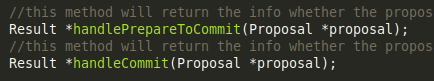 //this method will return the info whether the propos
Result *handlePrepareToCommit(Proposal *proposal);
//this method will return the info whether the propos
Result *handleCommit(Proposal *proposal);